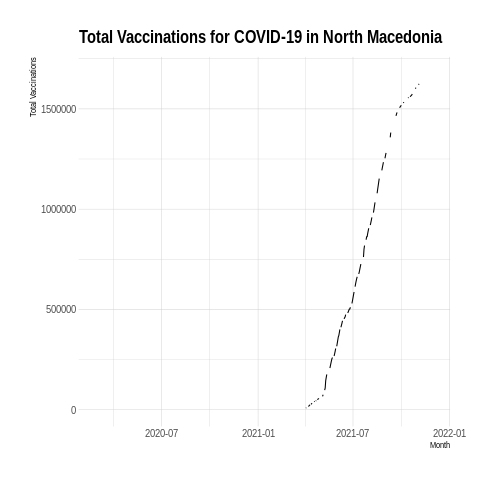 Total Vaccinations for COVID-19 in North Macedonia
Total Vaccinations
1500000
1000000
500000
0
2020-07
2021-01
2021-07
2022-01
Month